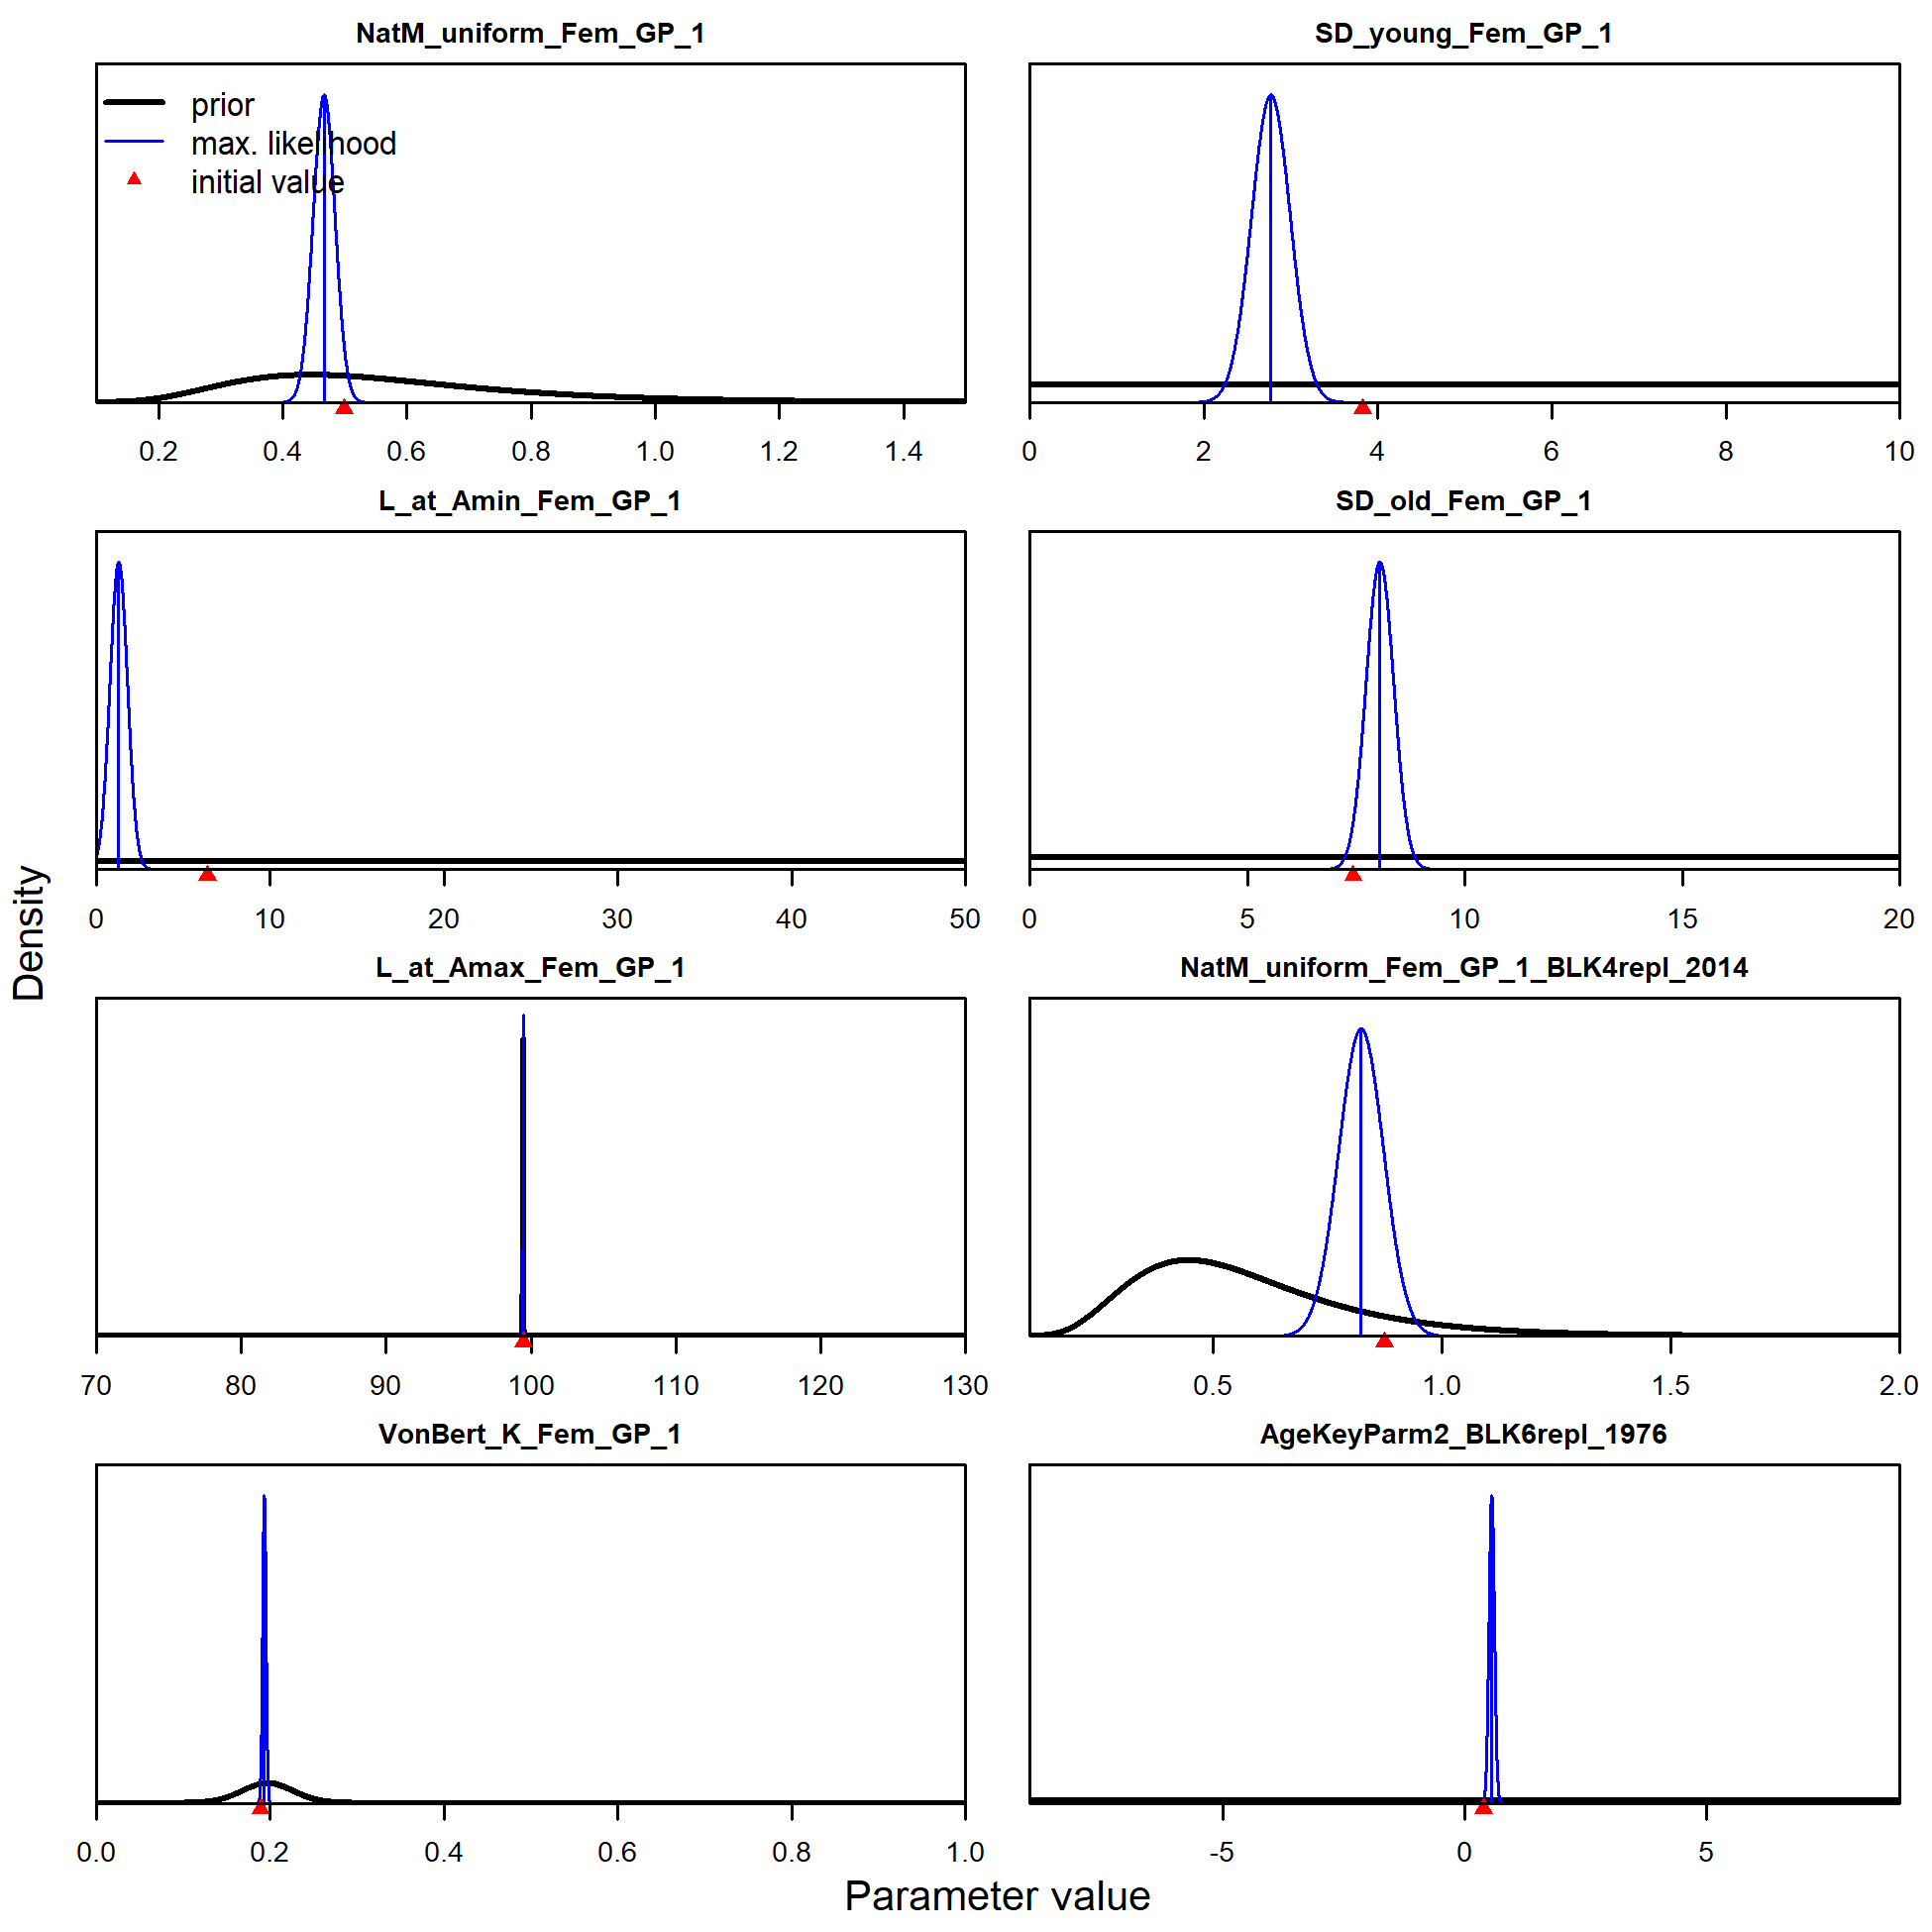 NatM_uniform_Fem_GP_1
prior
max. likelihood
initial value
0.2 0.4 0.6 0.8 1.0 1.2 1.4
SD_young_Fem_GP_1
0 2 4 6 8 10
L_at_Amin_Fem_GP_1
0 10 20 30 40 50
SD_old_Fem_GP_1
0 5 10 15 20
L_at_Amax_Fem_GP_1
70 80 90 100 110 120 130
NatM_uniform_Fem_GP_1_BLK4repl_2014
0.5 1.0 1.5 2.0
VonBert_K_Fem_GP_1
0.0 0.2 0.4 0.6 0.8 1.0
AgeKeyParm2_BLK6repl_1976
-5 0 5
Density
Parameter value